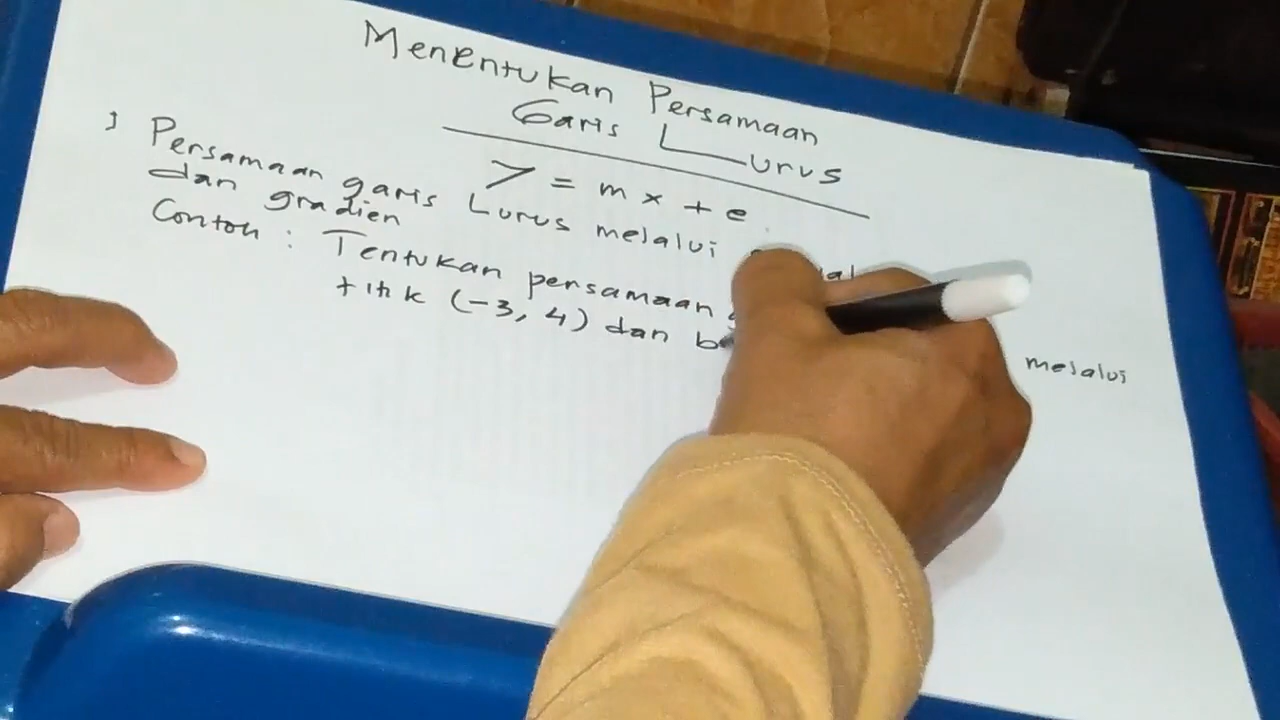 Menentukan Persamaan
Garis Lurus
y = mx + c
1 Persamaan garis Lurus melalui
dan gradien
Contoh : Tentukan persamaan melalui
titik (-3, 4) dan b